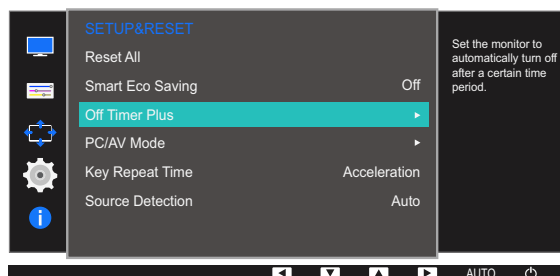 SETUP&RESET
Reset All
Smart Eco Saving Off
Off Timer Plus
PC/AV Mode
Key Repeat Time Acceleration
Source Detection Auto
Set the monitor to
automatically turn off
after a certain time
period.
AUTO